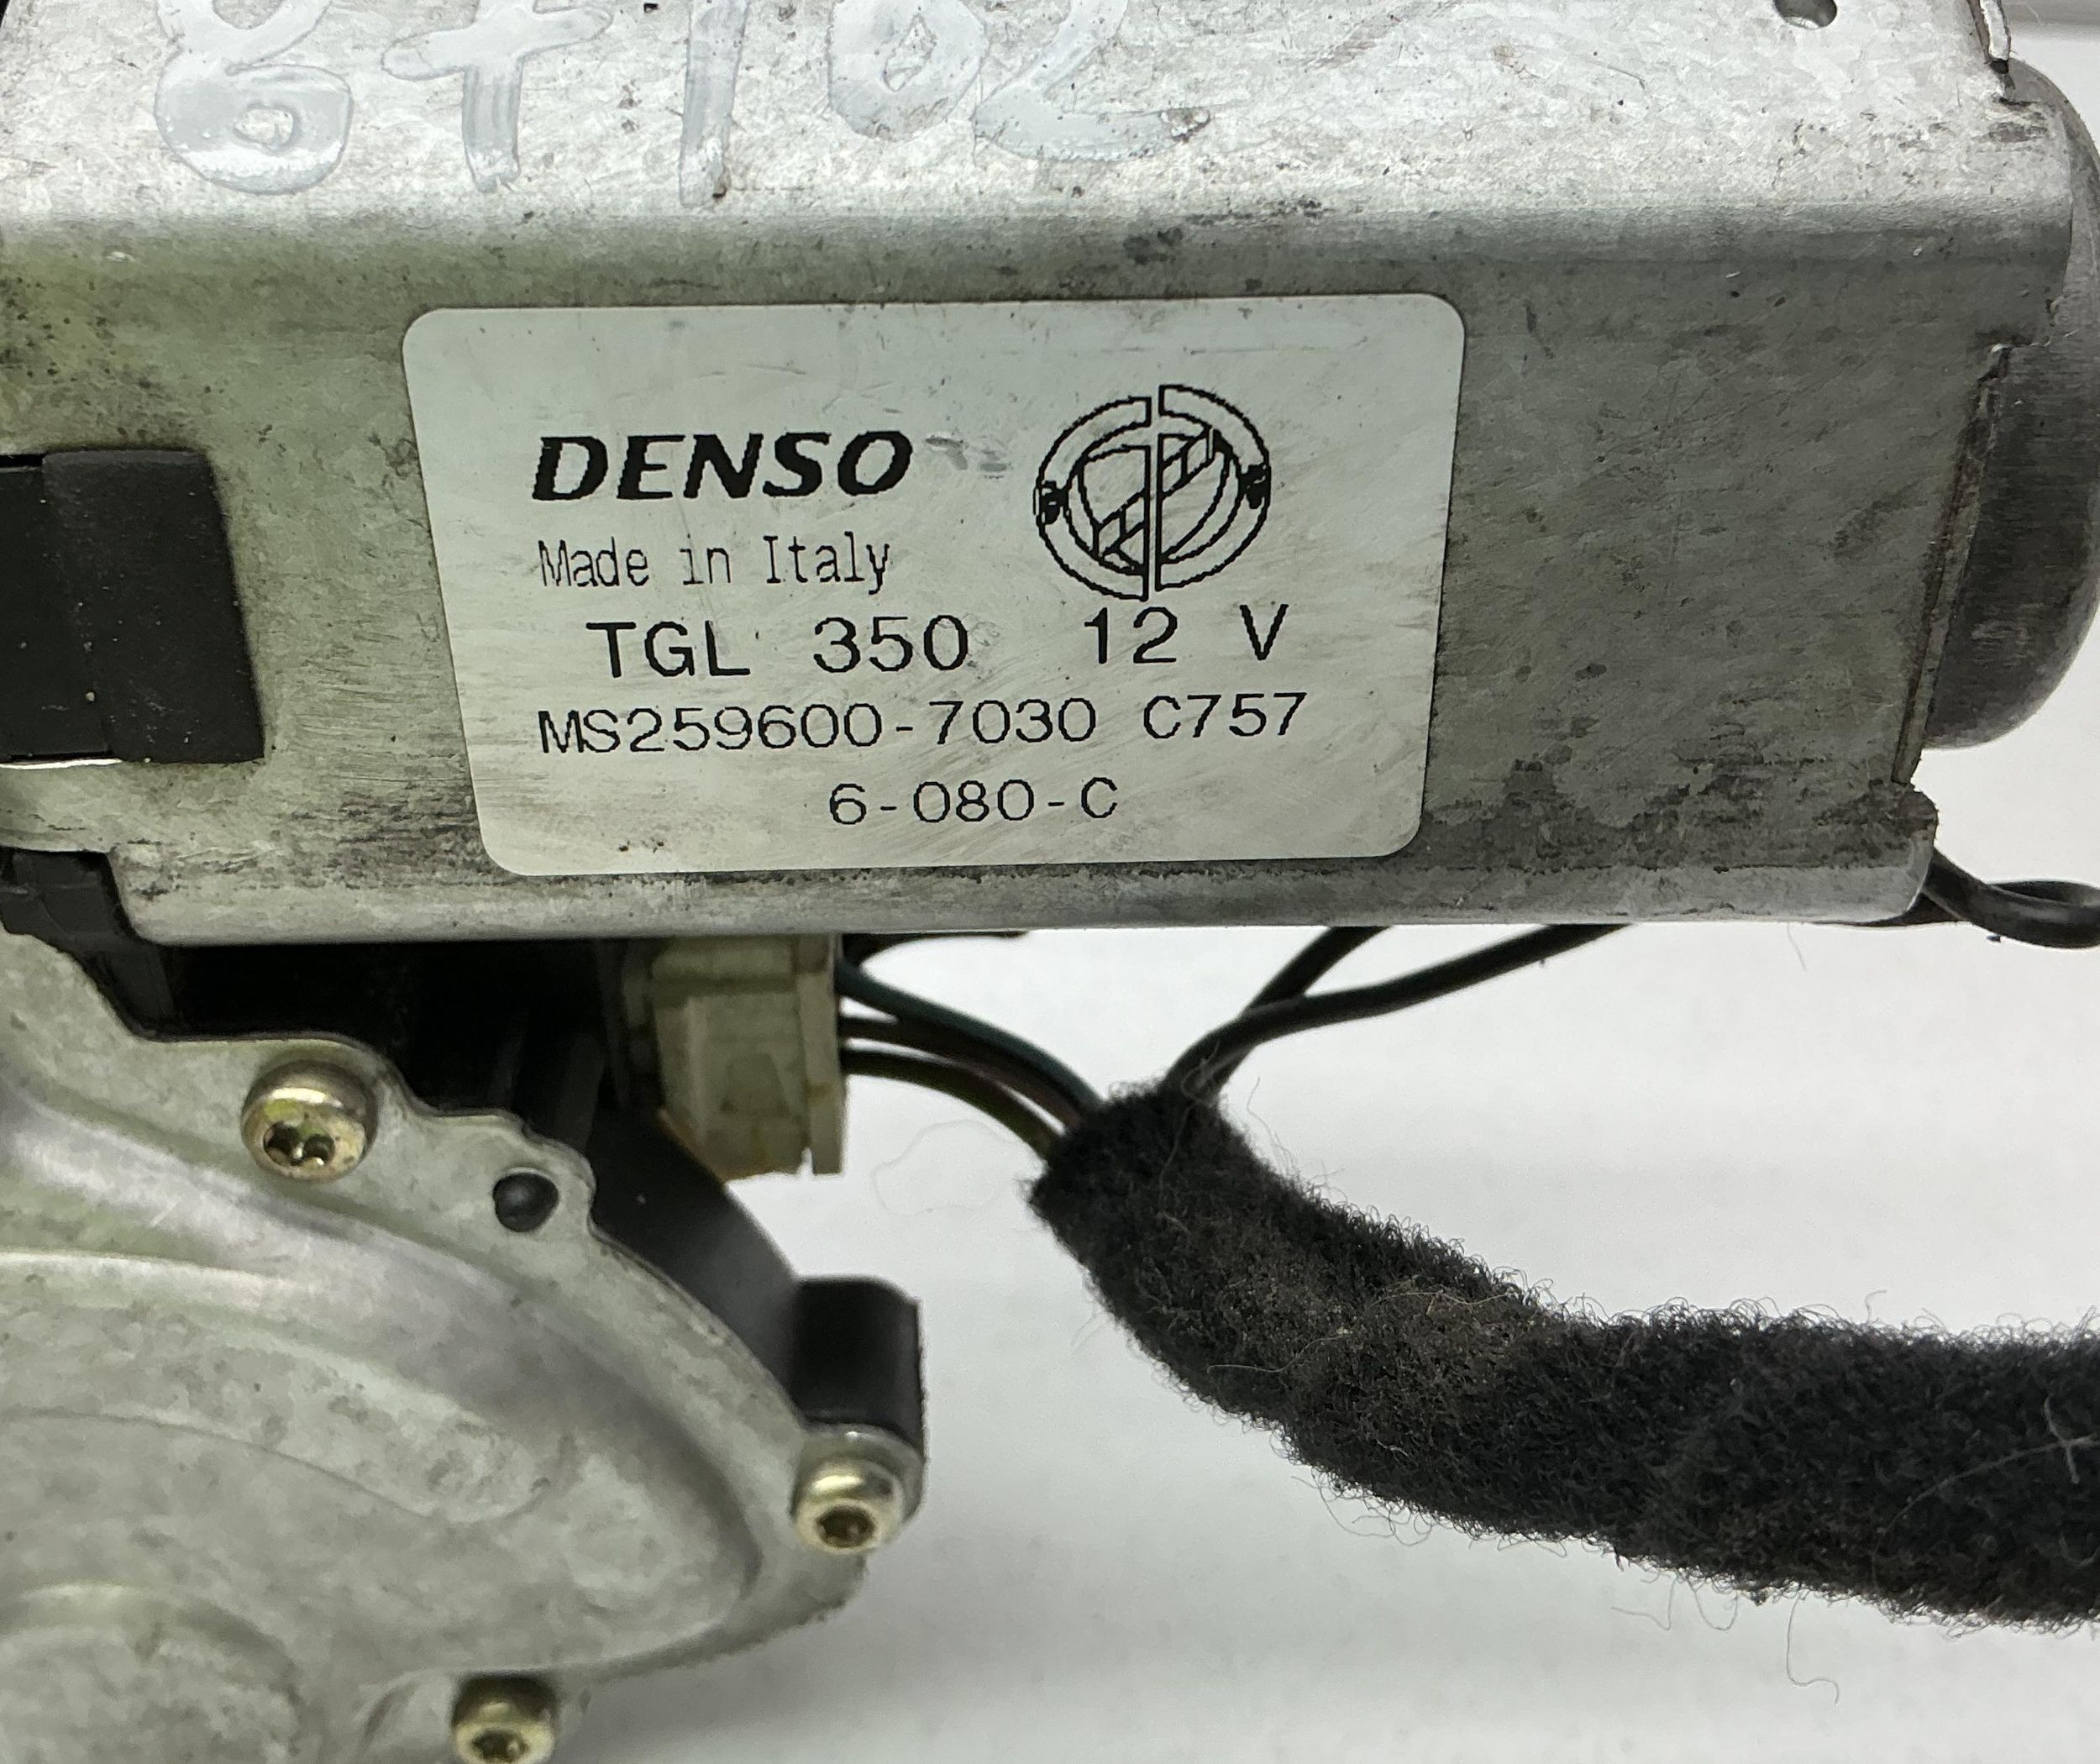 DENSO
Made in Italy
TGL 350 12 V
MS259600-7030 C757
6-080-C